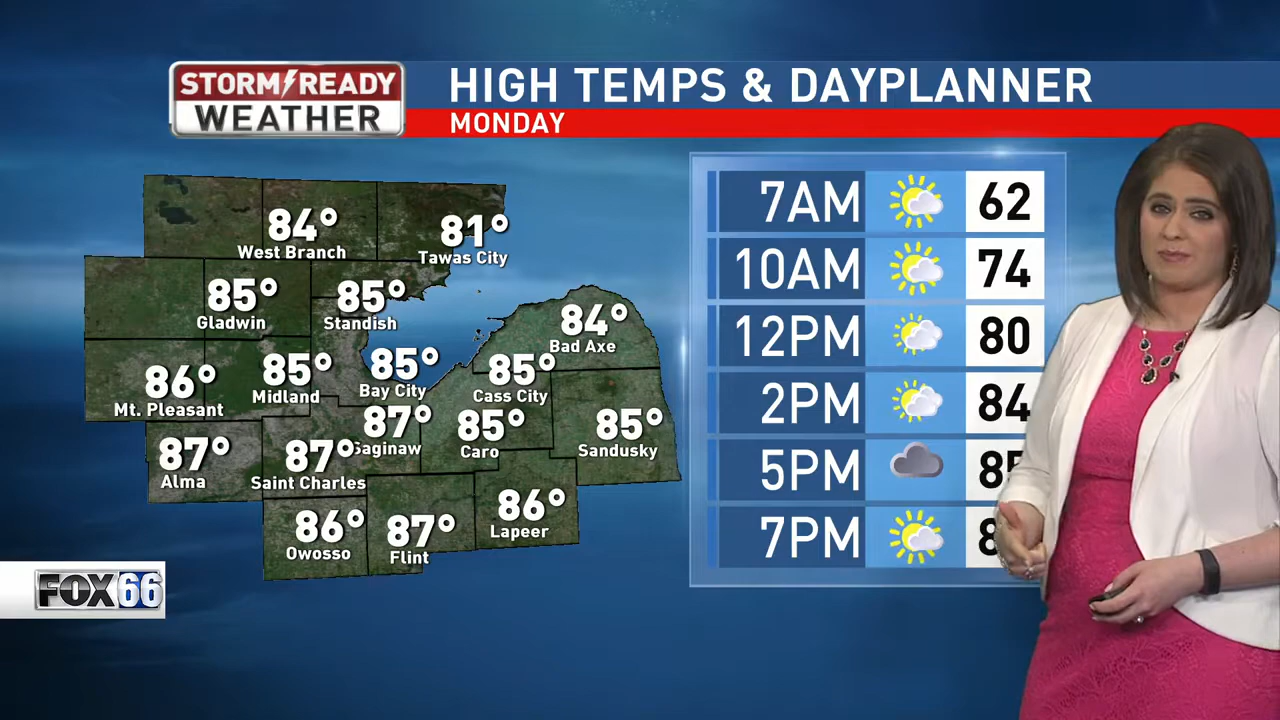 STORM READY
WEATHER
HIGH TEMPS & DAYPLANNER
MONDAY
84°
West Branch
81°
Tawas City
85°
Gladwin
85°
Standish
84°
Bad Axe
86°
Mt. Pleasant
85°
Midland
85°
Bay City
85°
Cass City
87°
Alma
87°
Saint Charles
87°
Saginaw
85°
Caro
85°
Sandusky
86°
Owosso
87°
Flint
86°
Lapeer
7AM 62
10AM 74
12PM 80
2PM 84
5PM
7PM
FOX 66